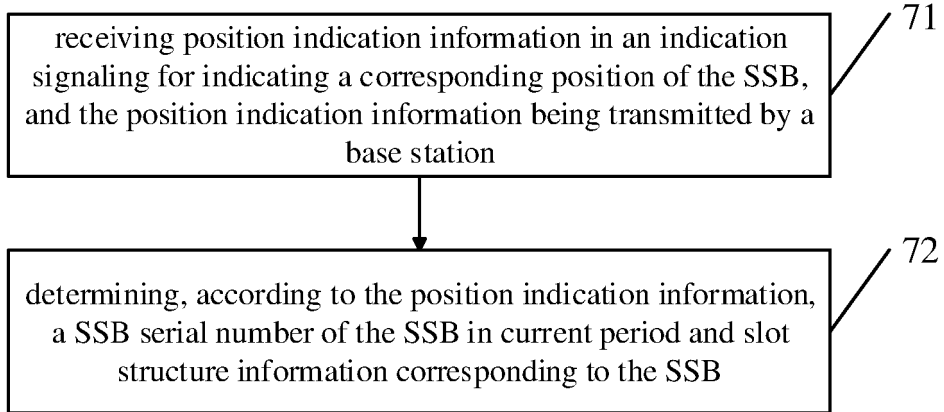 71
receiving position indication information in an indication
signaling for indicating a corresponding position of the SSB,
and the position indication information being transmitted by a
base station
72
determining, according to the position indication information,
a SSB serial number of the SSB in current period and slot
structure information corresponding to the SSB